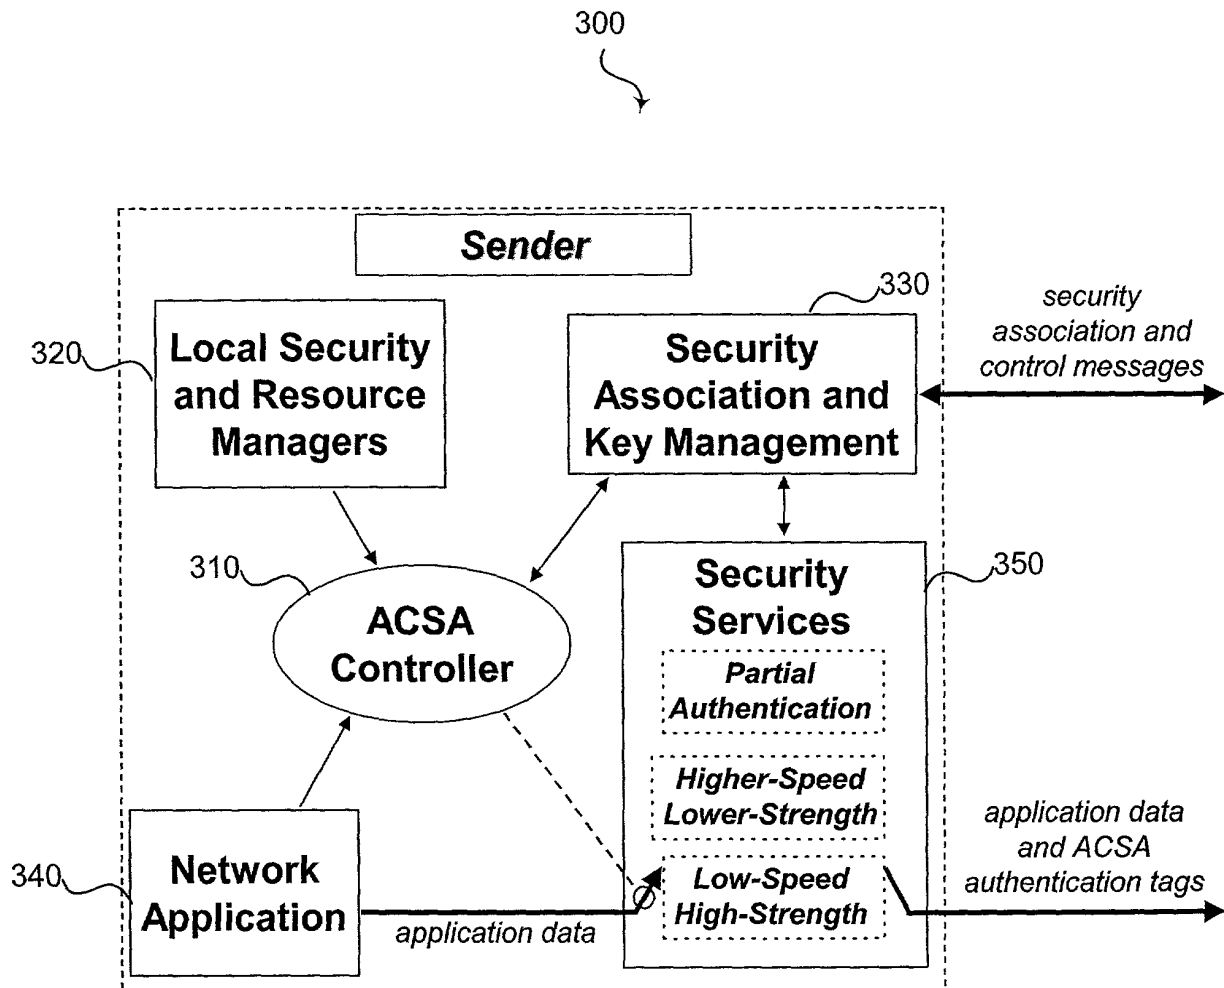 300
Sender
330
security
association and
control messages
320
Local Security
and Resource
Managers
Security
Association and
Key Management
310
ACSA
Controller
350
Security
Services
Partial
Authentication
Higher-Speed
Lower-Strength
Low-Speed
High-Strength
340
Network
Application
application data
application data
and ACSA
authentication tags